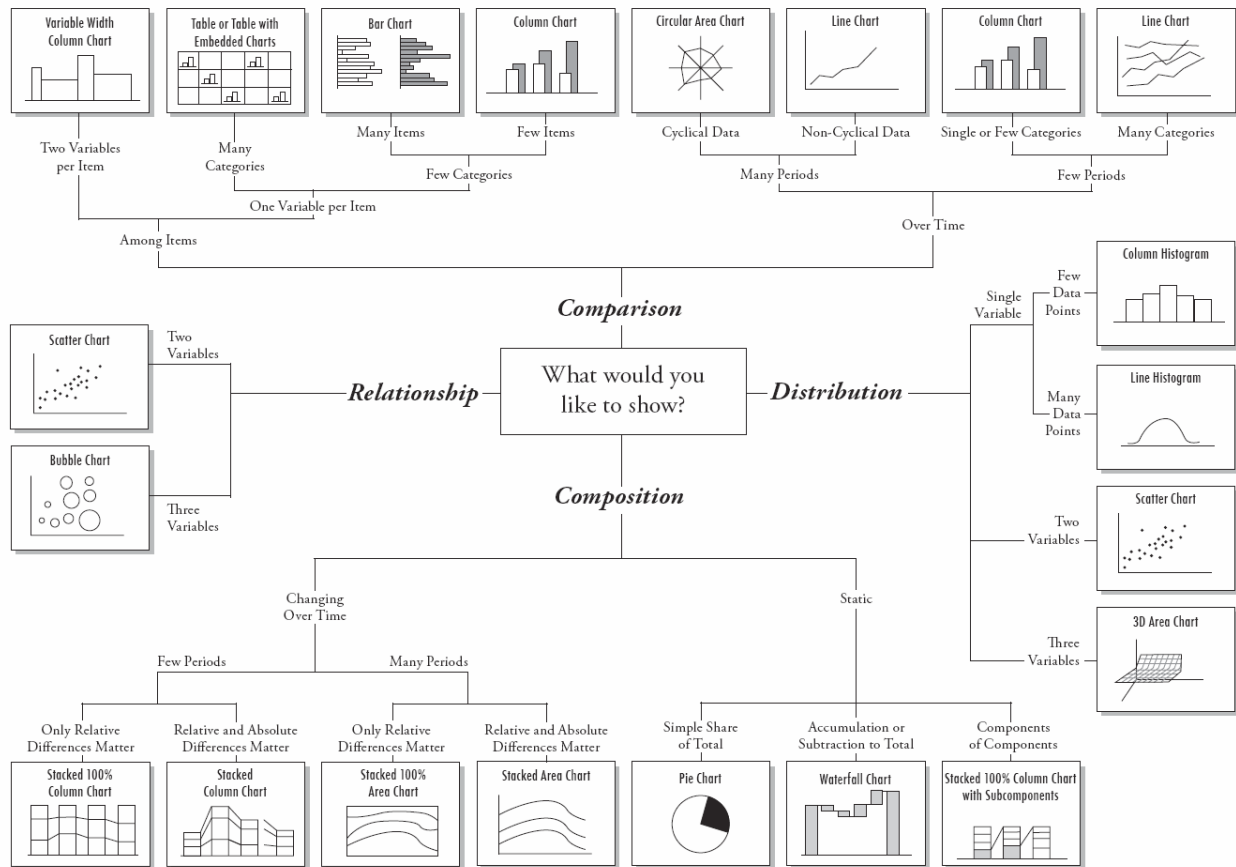 Variable Width
Column Chart
Table or Table with
Embedded Charts
Bar Chart
Column Chart
Circular Area Chart
Line Chart
Column Chart
Line Chart
Two Variables
per Item
Many
Categories
Many Items
Few Items
Cyclical Data
Non-Cyclical Data
Single or Few Categories
Many Categories
Few Categories
Many Periods
Few Periods
One Variable per Item
Among Items
Over Time
Comparison
What would you
like to show?
Relationship
Two
Variables
Scatter Chart
Three
Variables
Bubble Chart
Distribution
Single
Variable
Few
Data
Points
Column Histogram
Many
Data
Points
Line Histogram
Two
Variables
Scatter Chart
Three
Variables
3D Area Chart
Composition
Changing
Over Time
Static
Few Periods
Many Periods
Only Relative
Differences Matter
Relative and Absolute
Differences Matter
Only Relative
Differences Matter
Relative and Absolute
Differences Matter
Simple Share
of Total
Accumulation or
Subtraction to Total
Components
of Components
Stacked 100%
Column Chart
Stacked
Column Chart
Stacked 100%
Area Chart
Stacked Area Chart
Pie Chart
Waterfall Chart
Stacked 100% Column Chart
with Subcomponents